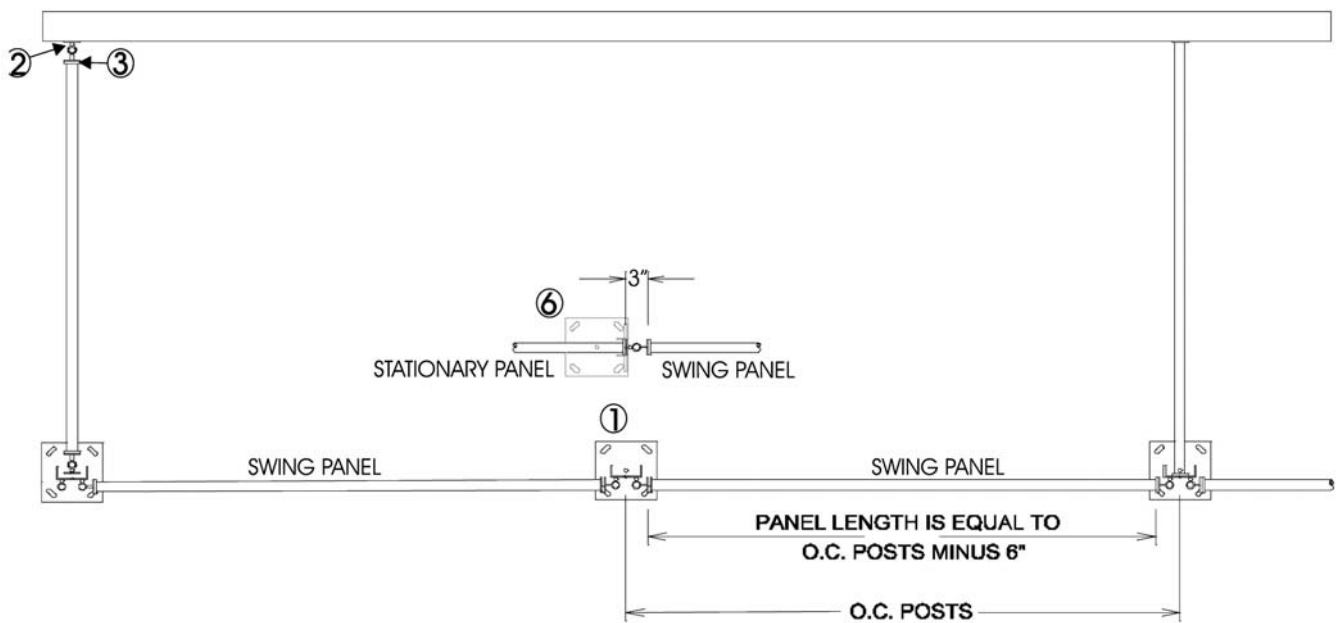 ②
③
3"
⑥
STATIONARY PANEL
SWING PANEL
①
SWING PANEL
SWING PANEL
PANEL LENGTH IS EQUAL TO
O.C. POSTS MINUS 6"
O.C. POSTS